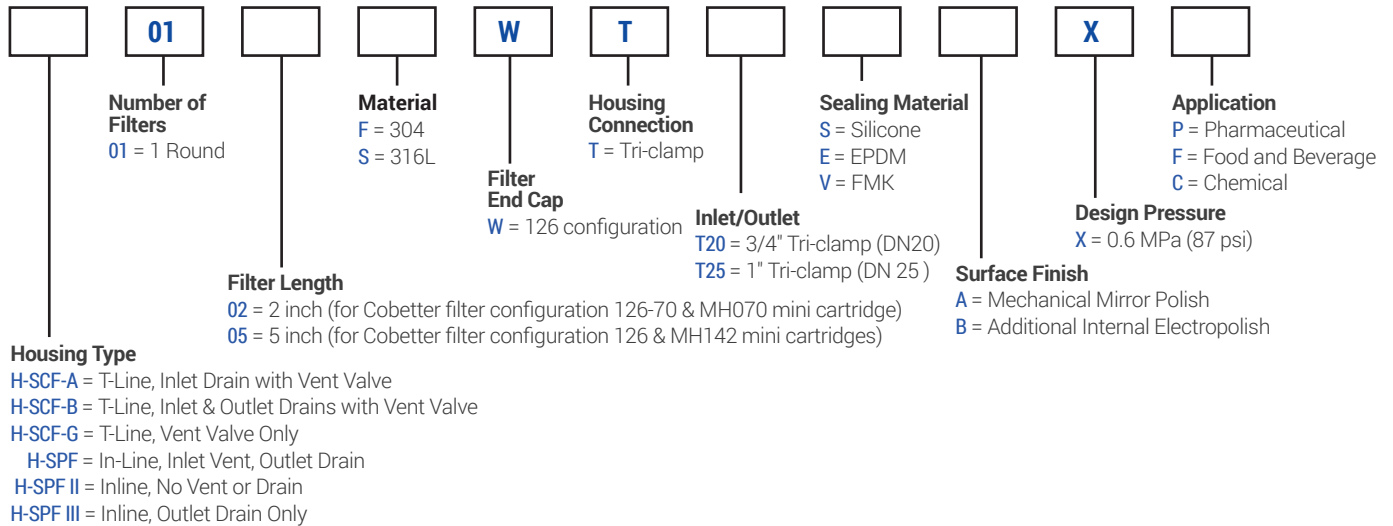 01
W
T
X
Number of
Filters
01 = 1 Round
Material
F = 304
S = 316L
Filter
End Cap
W = 126 configuration
Housing
Connection
T = Tri-clamp
Inlet/Outlet
T20 = 3/4" Tri-clamp (DN20)
T25 = 1" Tri-clamp (DN 25 )
Sealing Material
S = Silicone
E = EPDM
V = FMK
Surface Finish
A = Mechanical Mirror Polish
B = Additional Internal Electropolish
Design Pressure
X = 0.6 MPa (87 psi)
Application
P = Pharmaceutical
F = Food and Beverage
C = Chemical
Filter Length
02 = 2 inch (for Cobetter filter configuration 126-70 & MH070 mini cartridge)
05 = 5 inch (for Cobetter filter configuration 126 & MH142 mini cartridges)
Housing Type
H-SCF-A = T-Line, Inlet Drain with Vent Valve
H-SCF-B = T-Line, Inlet & Outlet Drains with Vent Valve
H-SCF-G = T-Line, Vent Valve Only
H-SPF = In-Line, Inlet Vent, Outlet Drain
H-SPF II = Inline, No Vent or Drain
H-SPF III = Inline, Outlet Drain Only